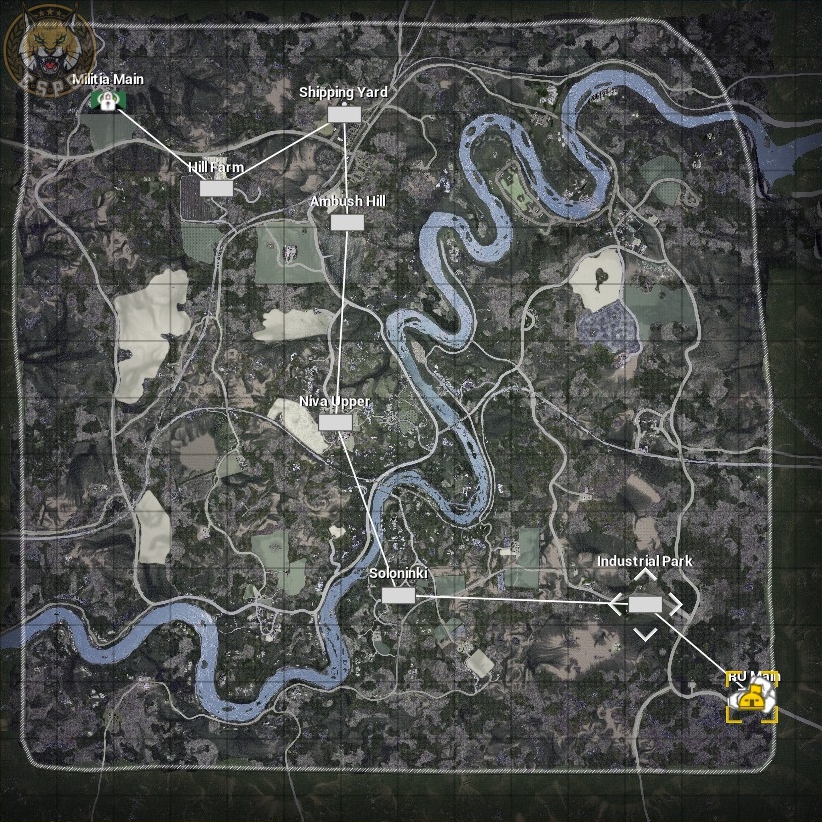 ESPT
Militia Main
Shipping Yard
Hill Farm
Ambush Hill
Niva Upper
Industrial Park
Soloninki
RU Main